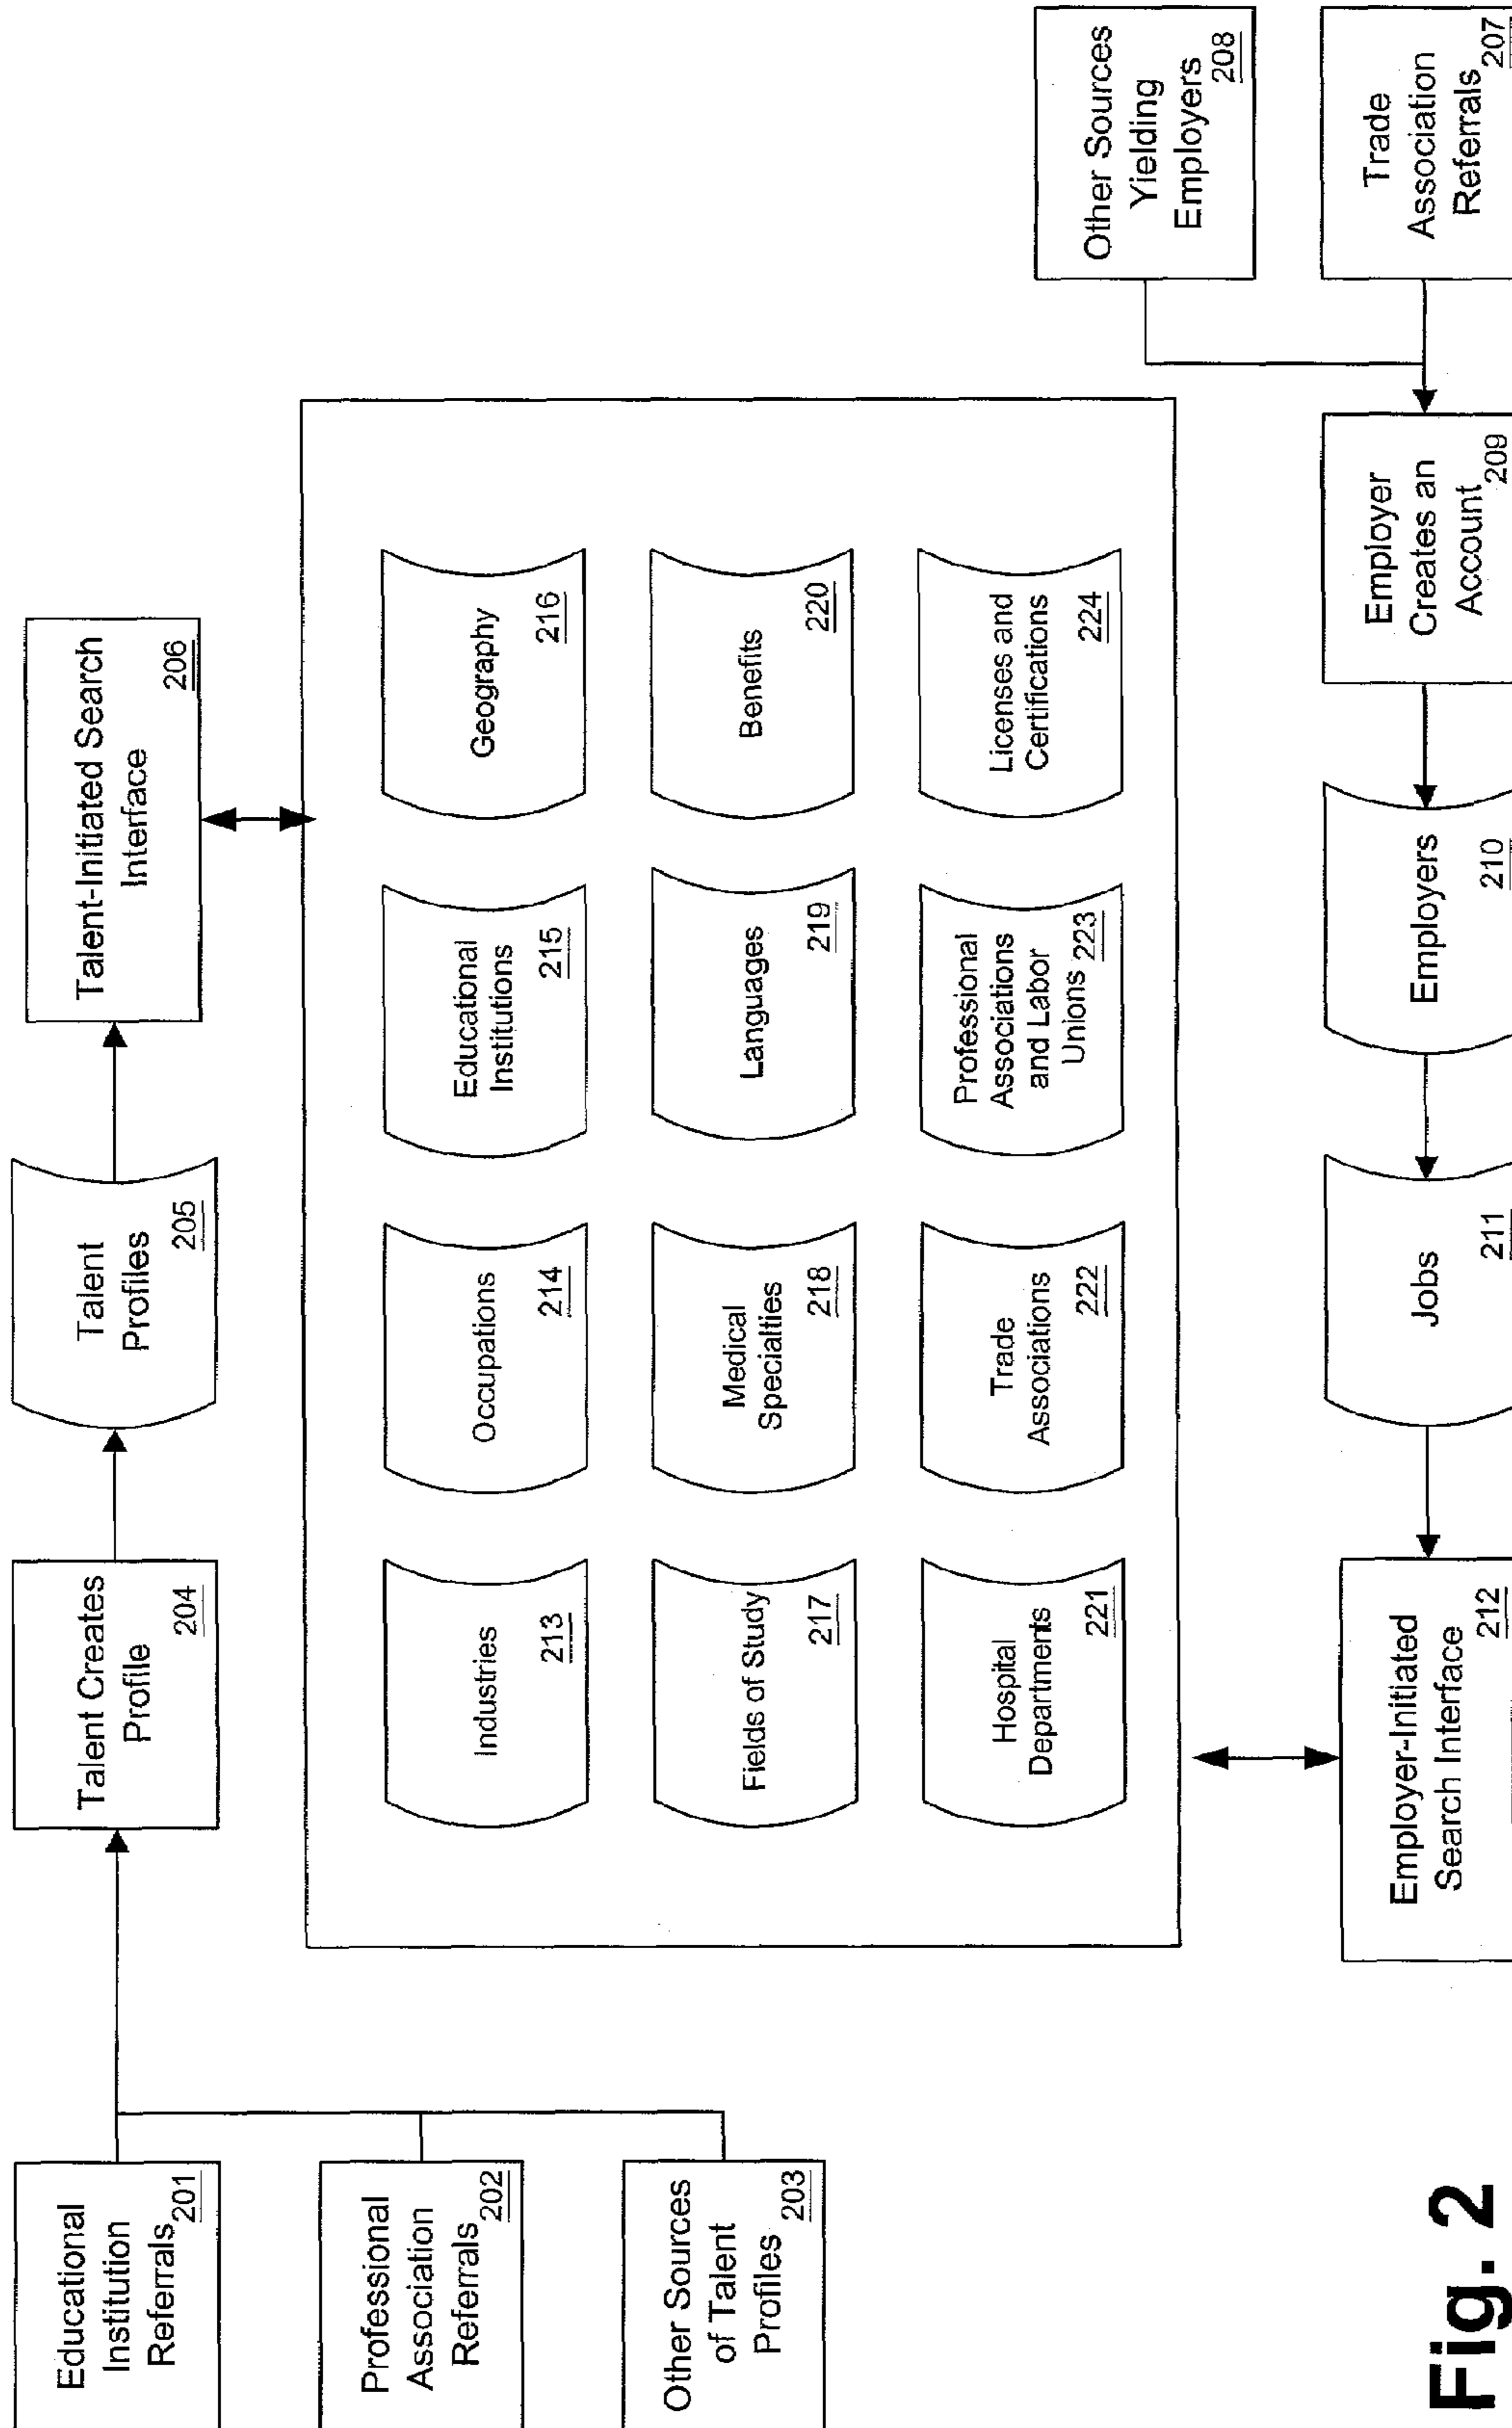 Educational
Institution
Referrals 201
Professional
Association
Referrals 202
Other Sources
of Talent
Profiles 203
Talent Creates
Profile
204
Talent
Profiles
205
Talent-Initiated Search
Interface
206
Industries
213
Occupations
214
Educational
Institutions
215
Geography
216
Fields of Study
217
Medical
Specialties
218
Languages
219
Benefits
220
Hospital
Departments
221
Trade
Associations
222
Professional
Associations
and Labor
Unions 223
Licenses and
Certifications
224
Other Sources
Yielding
Employers
208
Trade
Association
Referrals 207
Employer
Creates an
Account 209
Employers
210
Jobs
211
Employer-Initiated
Search Interface
212
Fig. 2